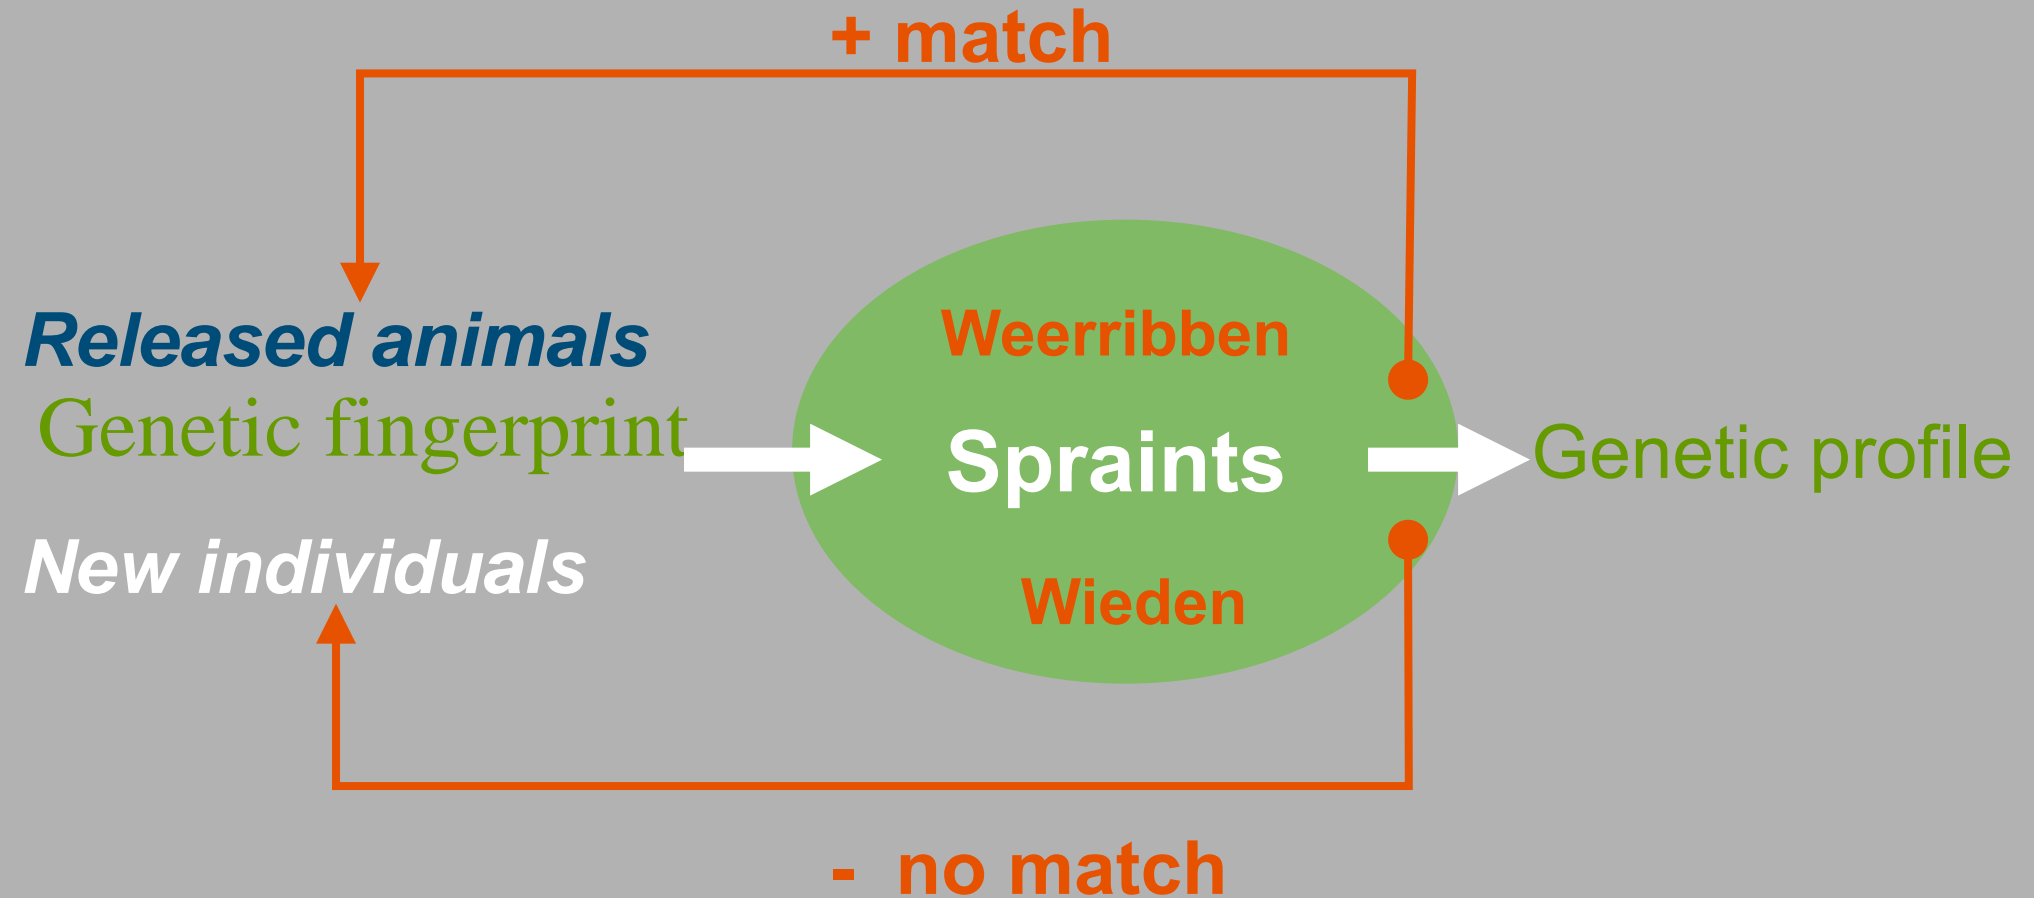 + match
Released animals
Genetic fingerprint
New individuals
Weerribben
Spraints
Wieden
Genetic profile
- no match